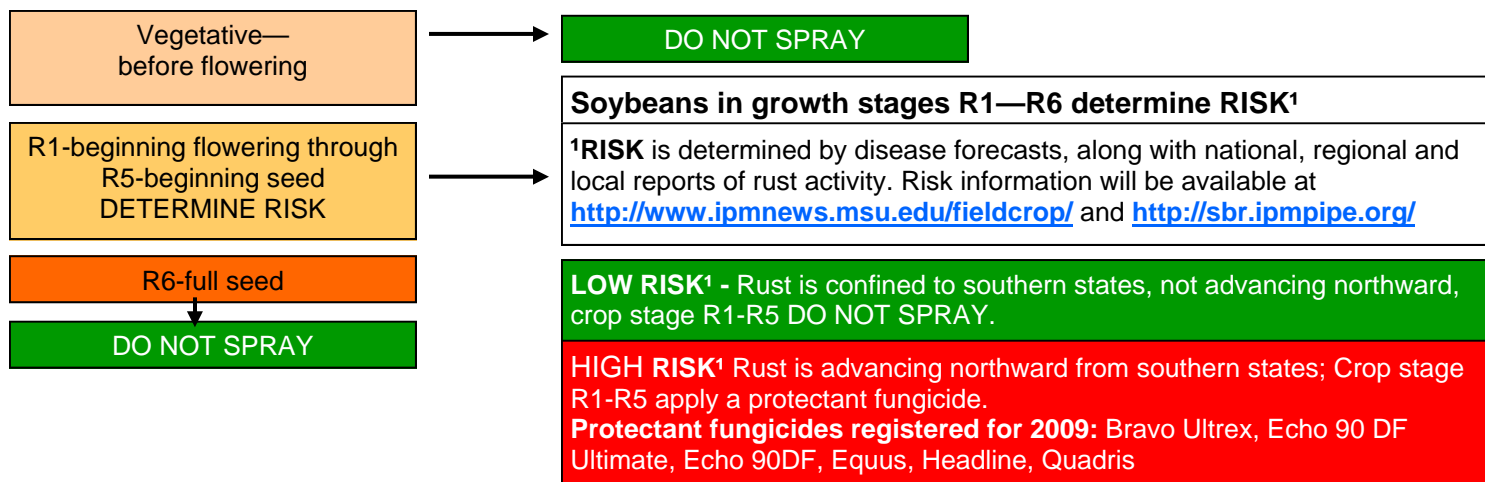 Vegetative—
before flowering
DO NOT SPRAY
Soybeans in growth stages R1—R6 determine RISK¹
R1-beginning flowering through
R5-beginning seed
DETERMINE RISK
¹RISK is determined by disease forecasts, along with national, regional and
local reports of rust activity. Risk information will be available at
http://www.ipmnews.msu.edu/fieldcrop/ and http://sbr.ipmpipe.org/
R6-full seed
DO NOT SPRAY
LOW RISK¹ - Rust is confined to southern states, not advancing northward,
crop stage R1-R5 DO NOT SPRAY.
HIGH RISK¹ Rust is advancing northward from southern states; Crop stage
R1-R5 apply a protectant fungicide.
Protectant fungicides registered for 2009: Bravo Ultrex, Echo 90 DF
Ultimate, Echo 90DF, Equus, Headline, Quadris